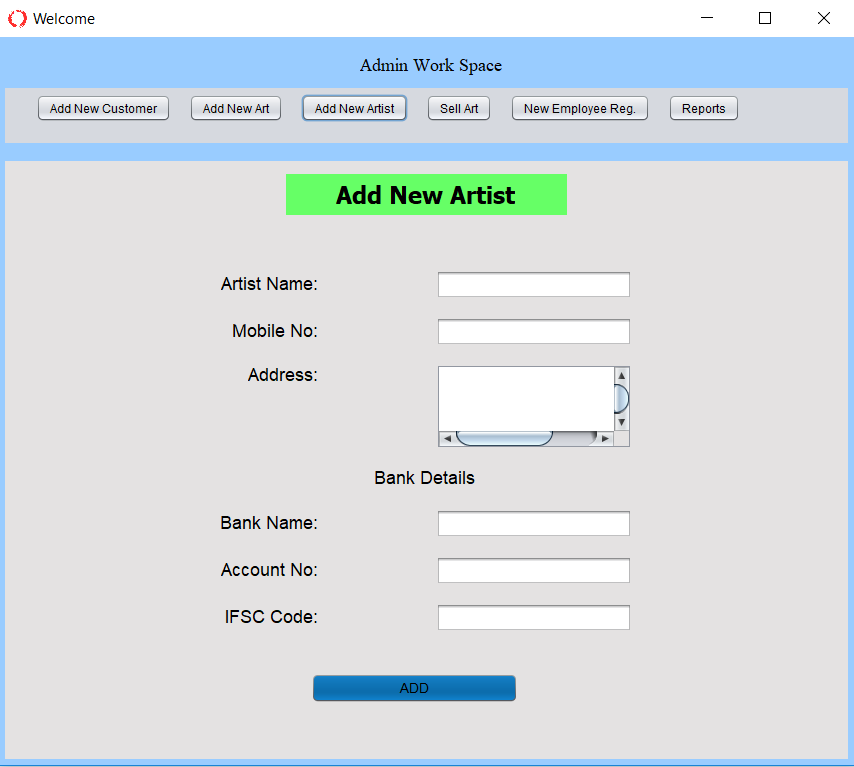 Welcome
Admin Work Space
Add New Customer Add New Art Add New Artist Sell Art New Employee Reg. Reports
Add New Artist
Artist Name:
Mobile No:
Address:
Bank Details
Bank Name:
Account No:
IFSC Code:
ADD